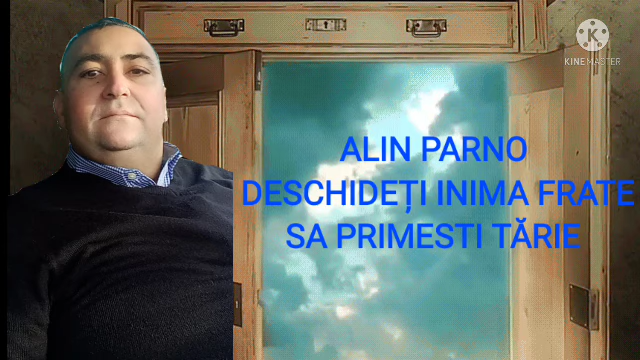 KINEMASTER
ALIN PARNO
DESCHIDEȚI INIMA FRATE
SA PRIMESTI TĂRIE